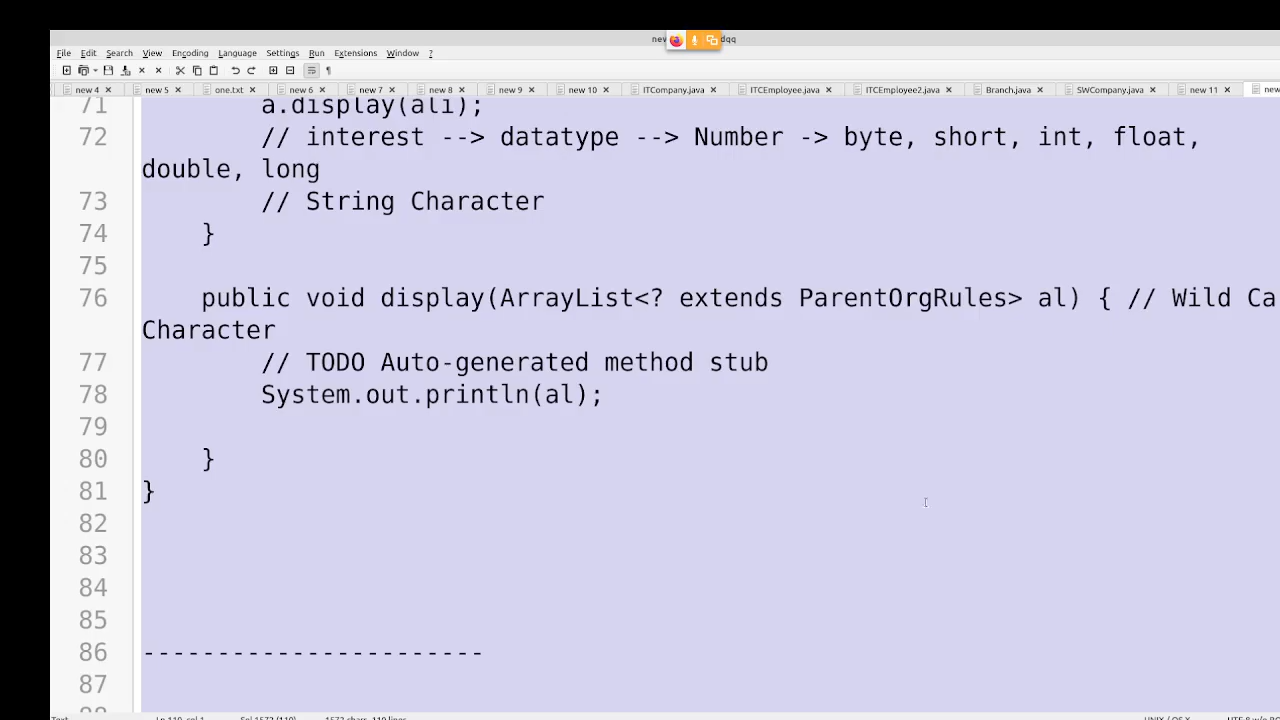 new dqq
File Edit Search View Encoding Language Settings Run Extensions Window ?
new 4 new 5 one.txt new 6 new 7 new 8 new 9 new 10 ITCompany.java ITCEmployee.java ITCEmployee2.java Branch.java SWCompany.java new 11 new
71 a.display(ali);
72 // interest --> datatype --> Number -> byte, short, int, float,
double, long
73 // String Character
74 }
75
76 public void display(ArrayList<? extends ParentOrgRules> al) { // Wild Ca
Character
77 // TODO Auto-generated method stub
78 System.out.println(al);
79
80 }
81 }
82
83
84
85
86 -----------------------
87